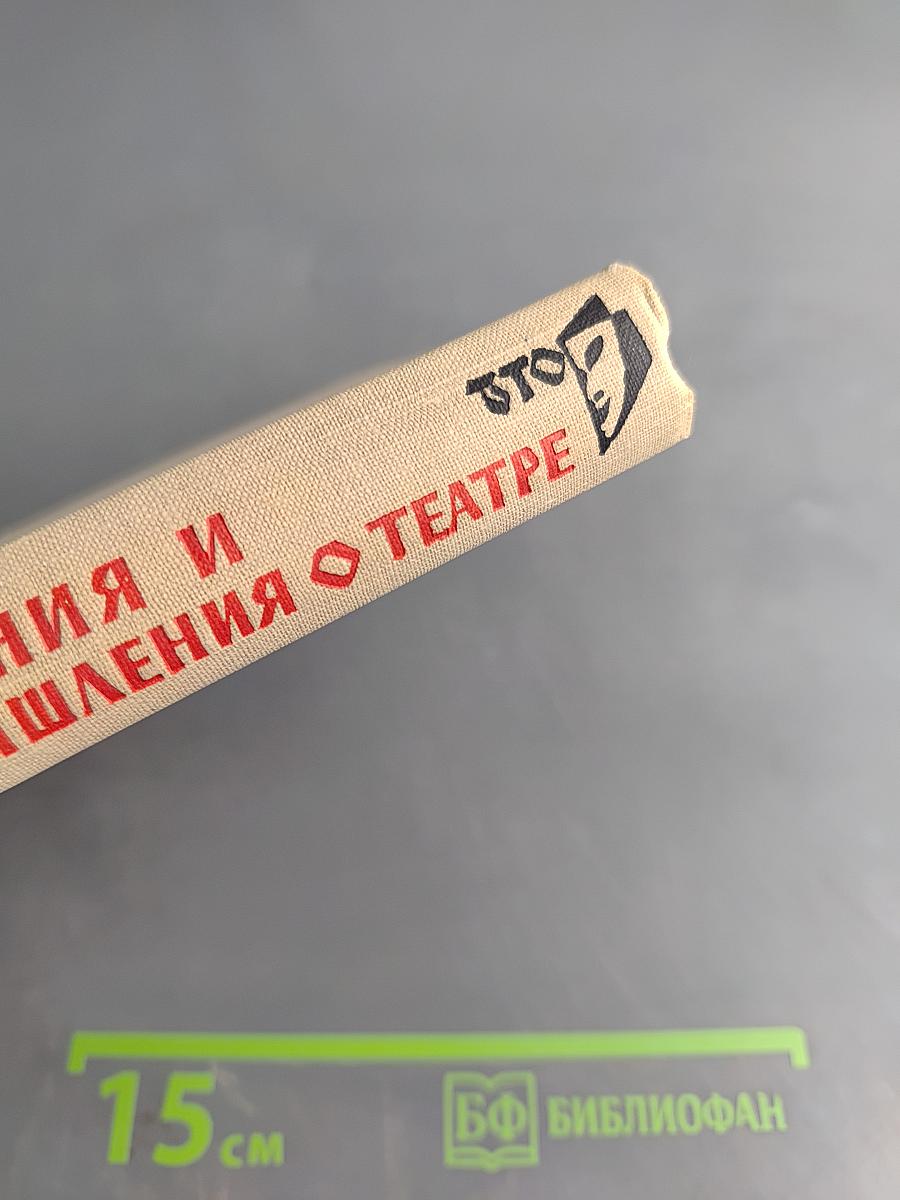 ВТО
НИЯ И
ШЛЕНИЯ О ТЕАТРЕ
15 см
БФ БИБЛИОФАН